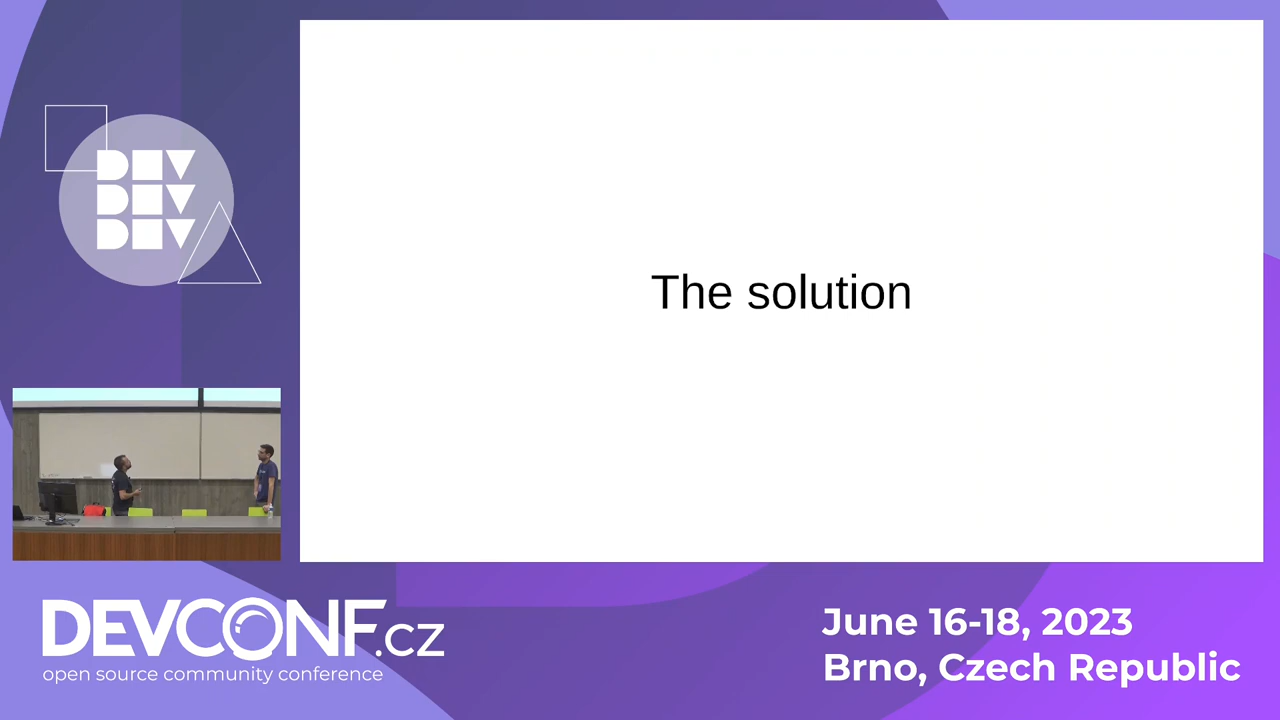 DEV
DEV
DEV
The solution
DEVCONF.cz
open source community conference
June 16-18, 2023
Brno, Czech Republic